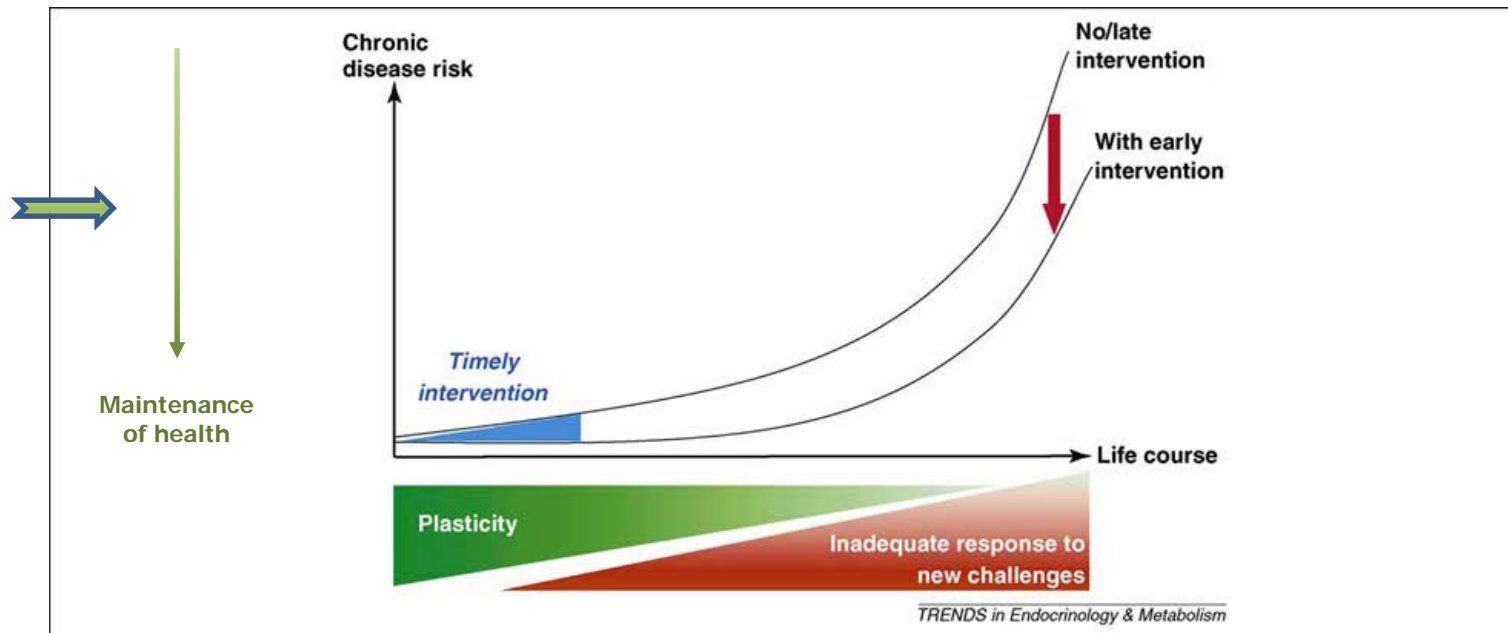 Chronic
disease risk
No/late
intervention
With early
intervention
Timely
intervention
Maintenance
of health
Life course
Plasticity
Inadequate response to
new challenges
TRENDS in Endocrinology & Metabolism